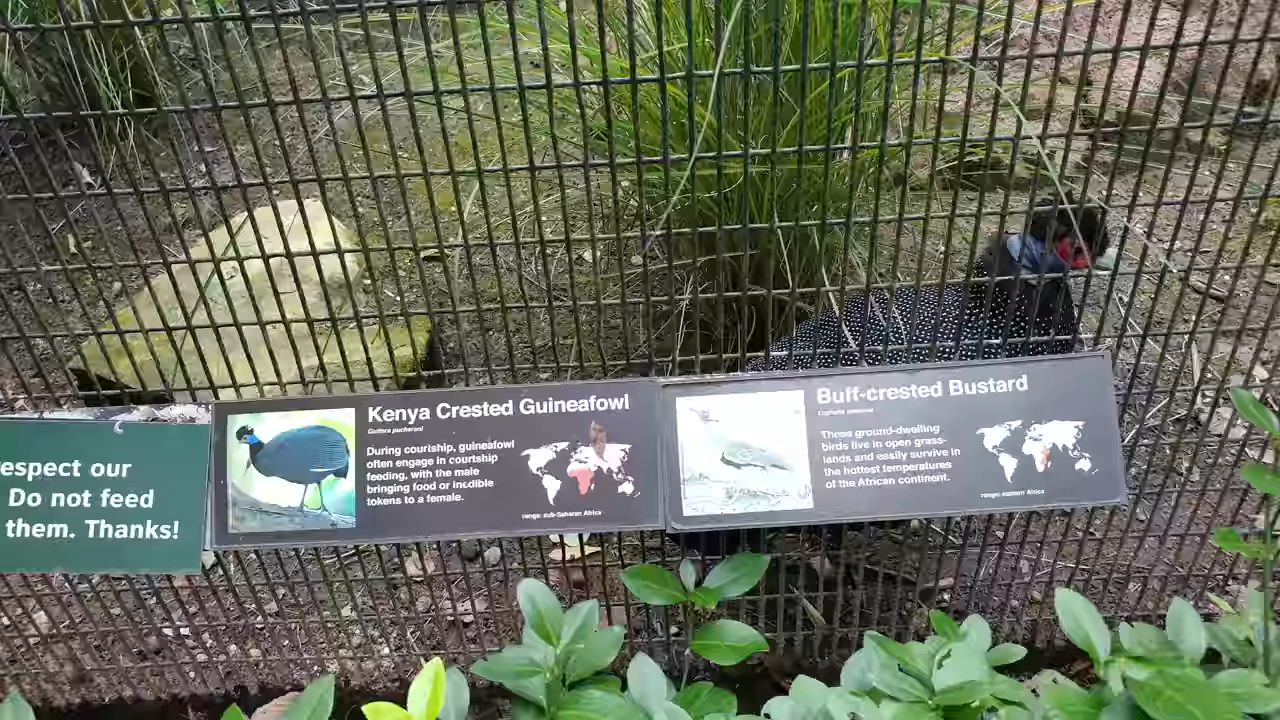 espect our
Do not feed
them. Thanks!
Kenya Crested Guineafowl
Guttera pucherani
During courtship, guineafowl
often engage in courtship
feeding, with the male
bringing food or incdible
tokens to a female.
range: sub-Saharan Africa
Buff-crested Bustard
These ground-dwelling
birds live in open grass-
lands and easily survive in
the hottest temperatures
of the African continent.
range: eastern Africa